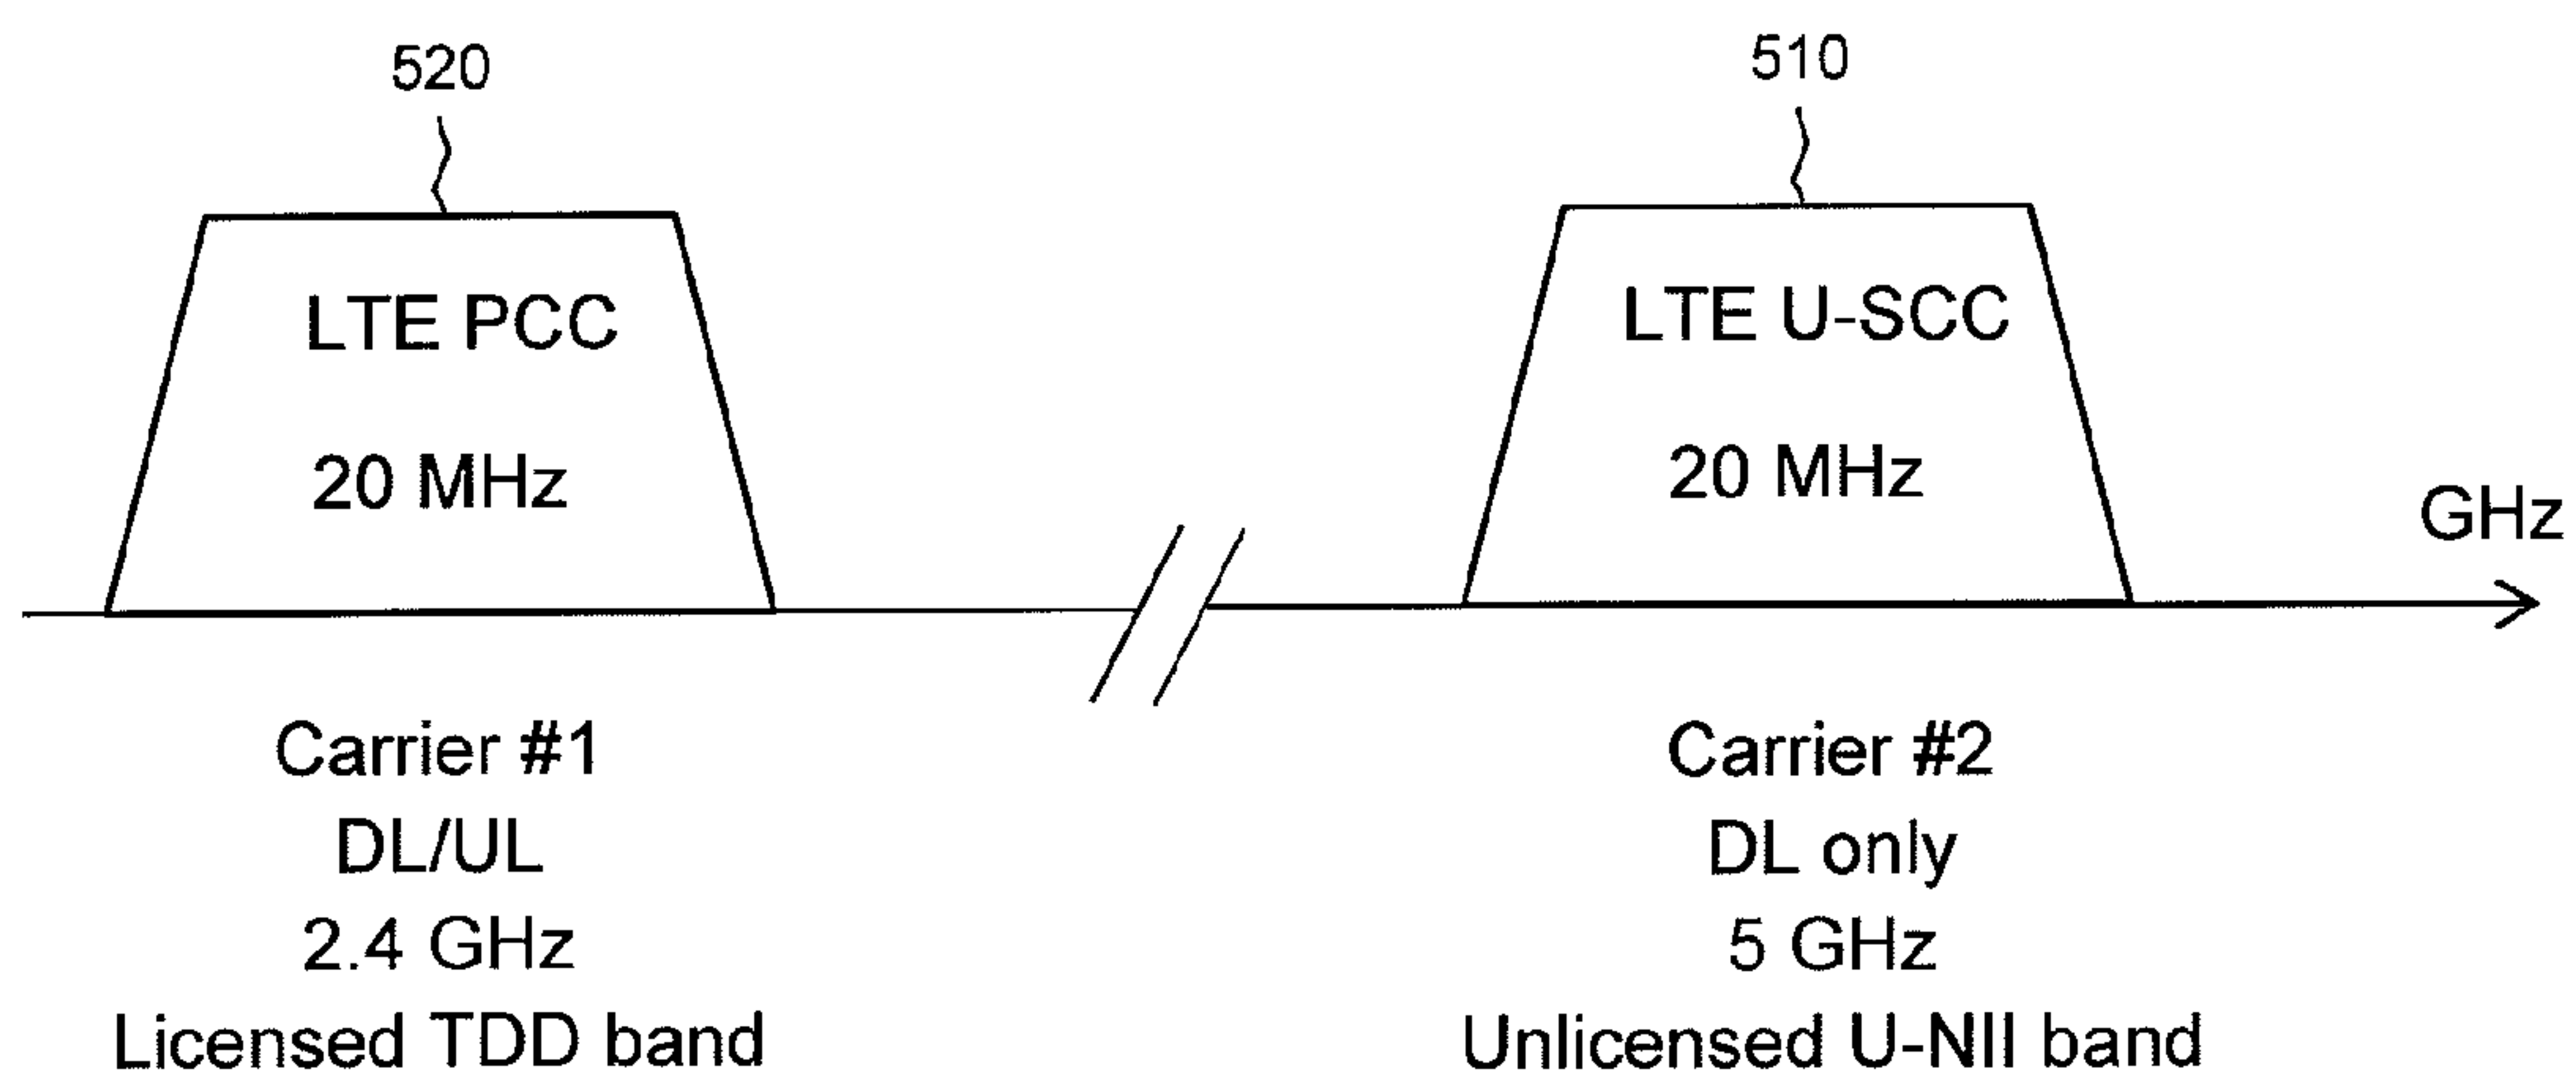 520
LTE PCC
20 MHz
Carrier #1
DL/UL
2.4 GHz
Licensed TDD band
510
LTE U-SCC
20 MHz
Carrier #2
DL only
5 GHz
Unlicensed U-NII band
GHz